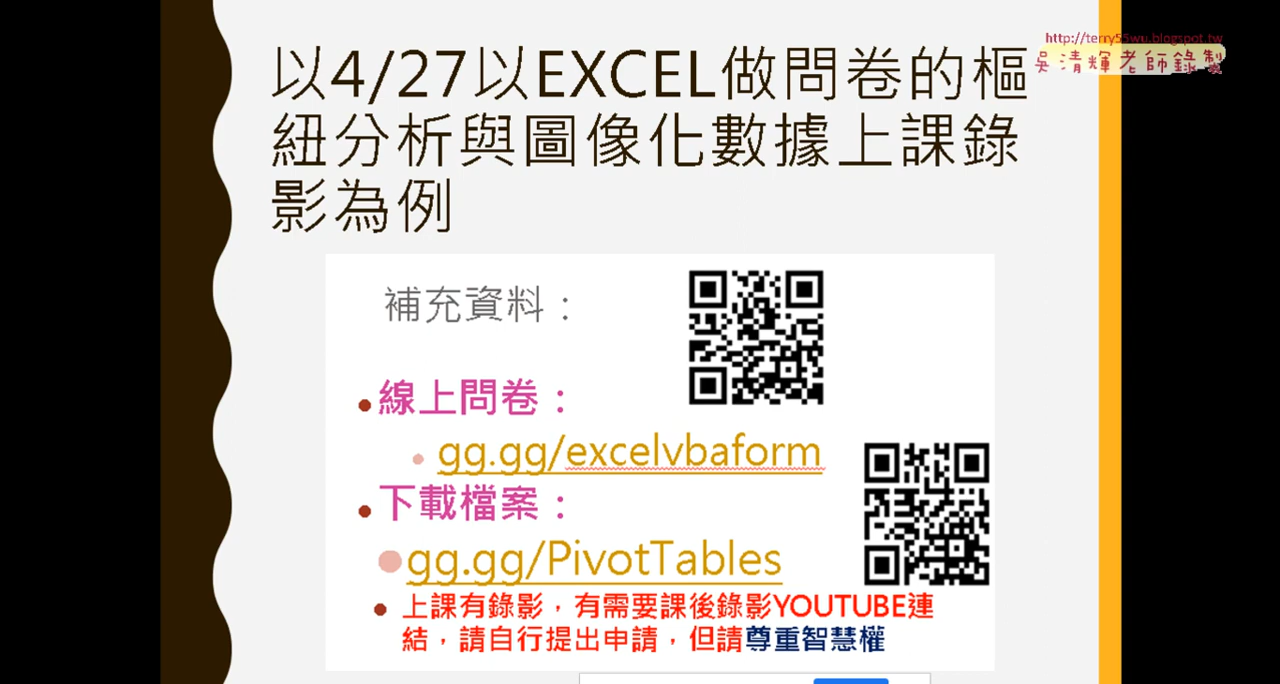 http://terry55wu.blogspot.tw
吳清輝老師錄製
以4/27以EXCEL做問卷的樞
紐分析與圖像化數據上課錄
影為例
補充資料：
線上問卷：
gg.gg/excelvbaform
下載檔案：
gg.gg/PivotTables
上課有錄影，有需要課後錄影YOUTUBE連
結，請自行提出申請，但請尊重智慧權